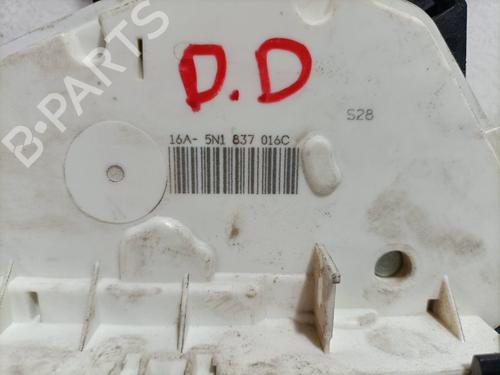 B-PARTS
D.D
S28
16A- 5N1 837 016C